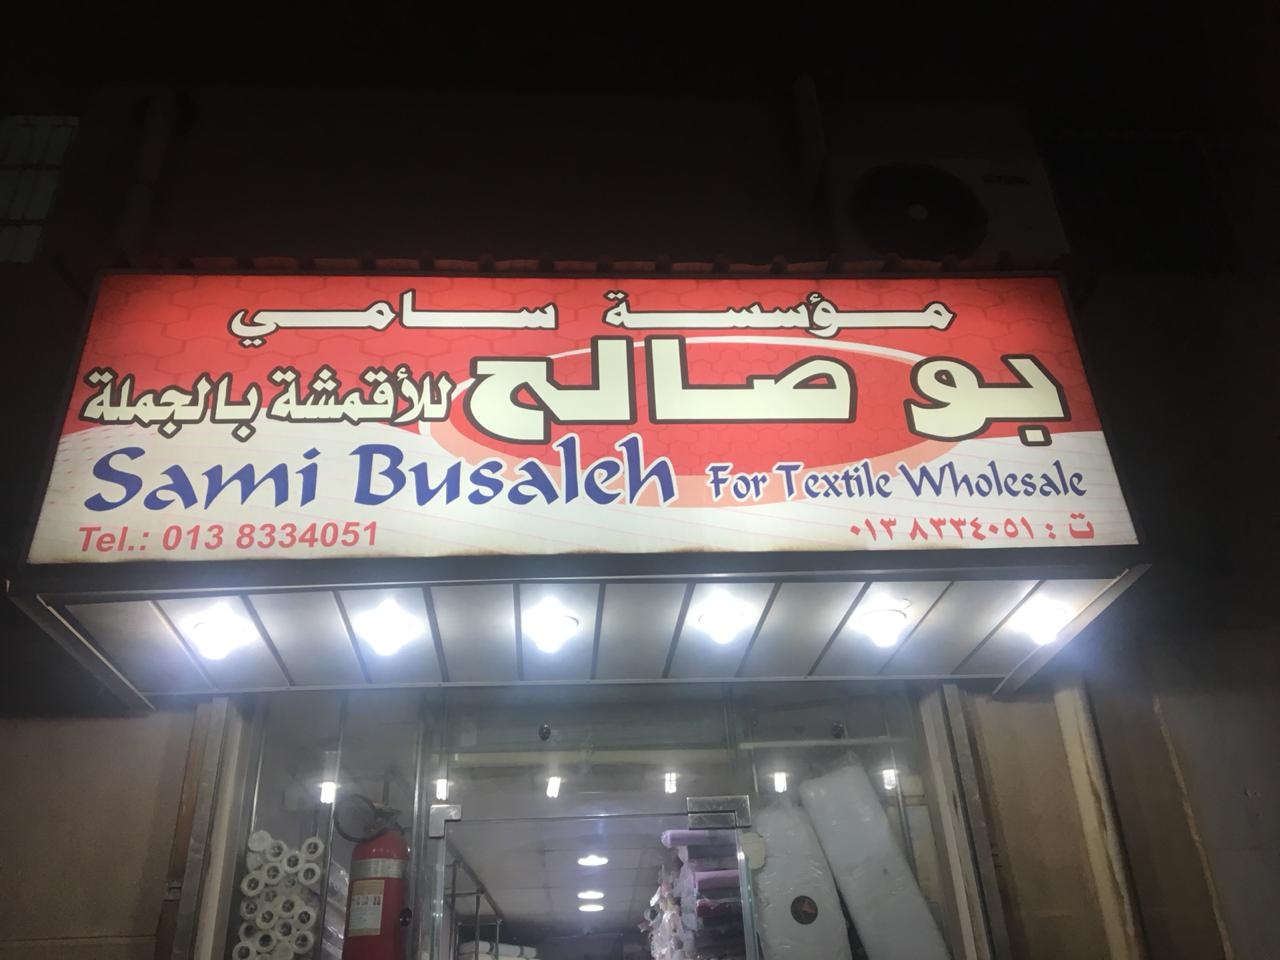 مؤسسة سامي
بو صالح للأقمشة بالجملة
Sami Busaleh For Textile Wholesale
Tel.: 013 8334051
ت : ٠١٣ ٨٣٣٤٠٥١